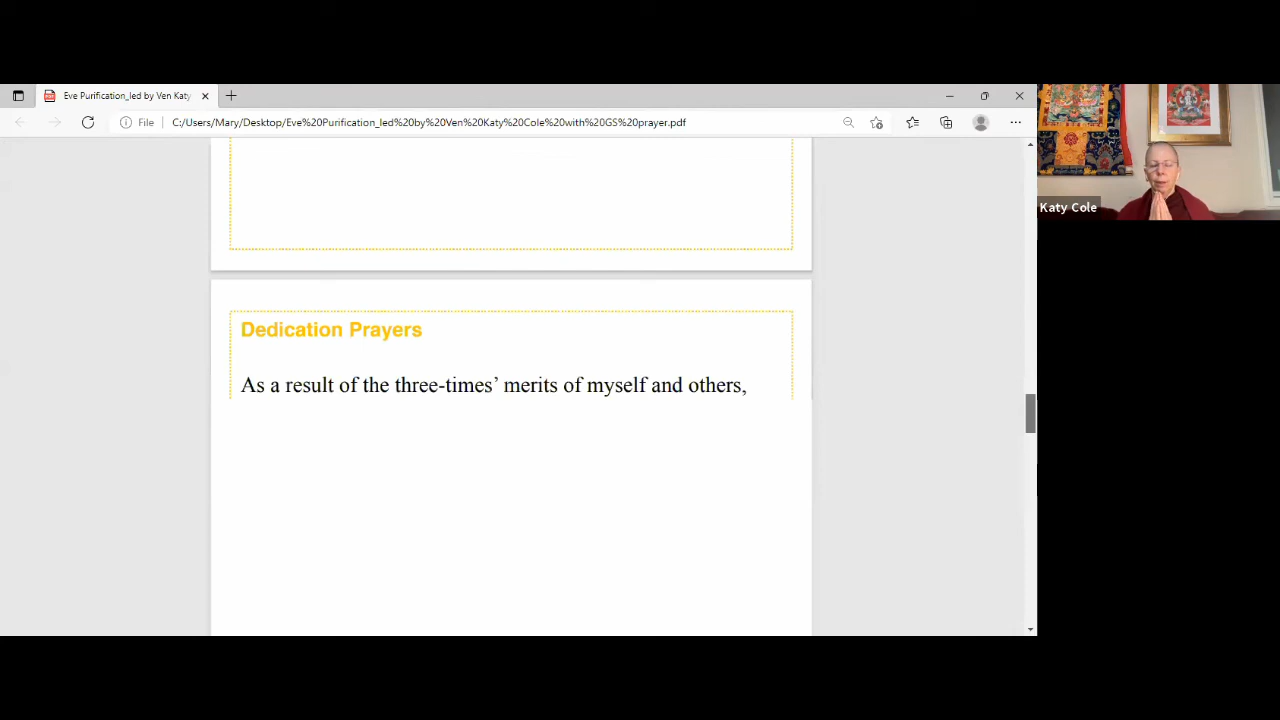 Eve Purification_led by Ven Katy
File
C:/Users/Mary/Desktop/Eve%20Purification_led%20by%20Ven%20Katy%20Cole%20with%20GS%20prayer.pdf
Katy Cole
Dedication Prayers
As a result of the three-times’ merits of myself and others,